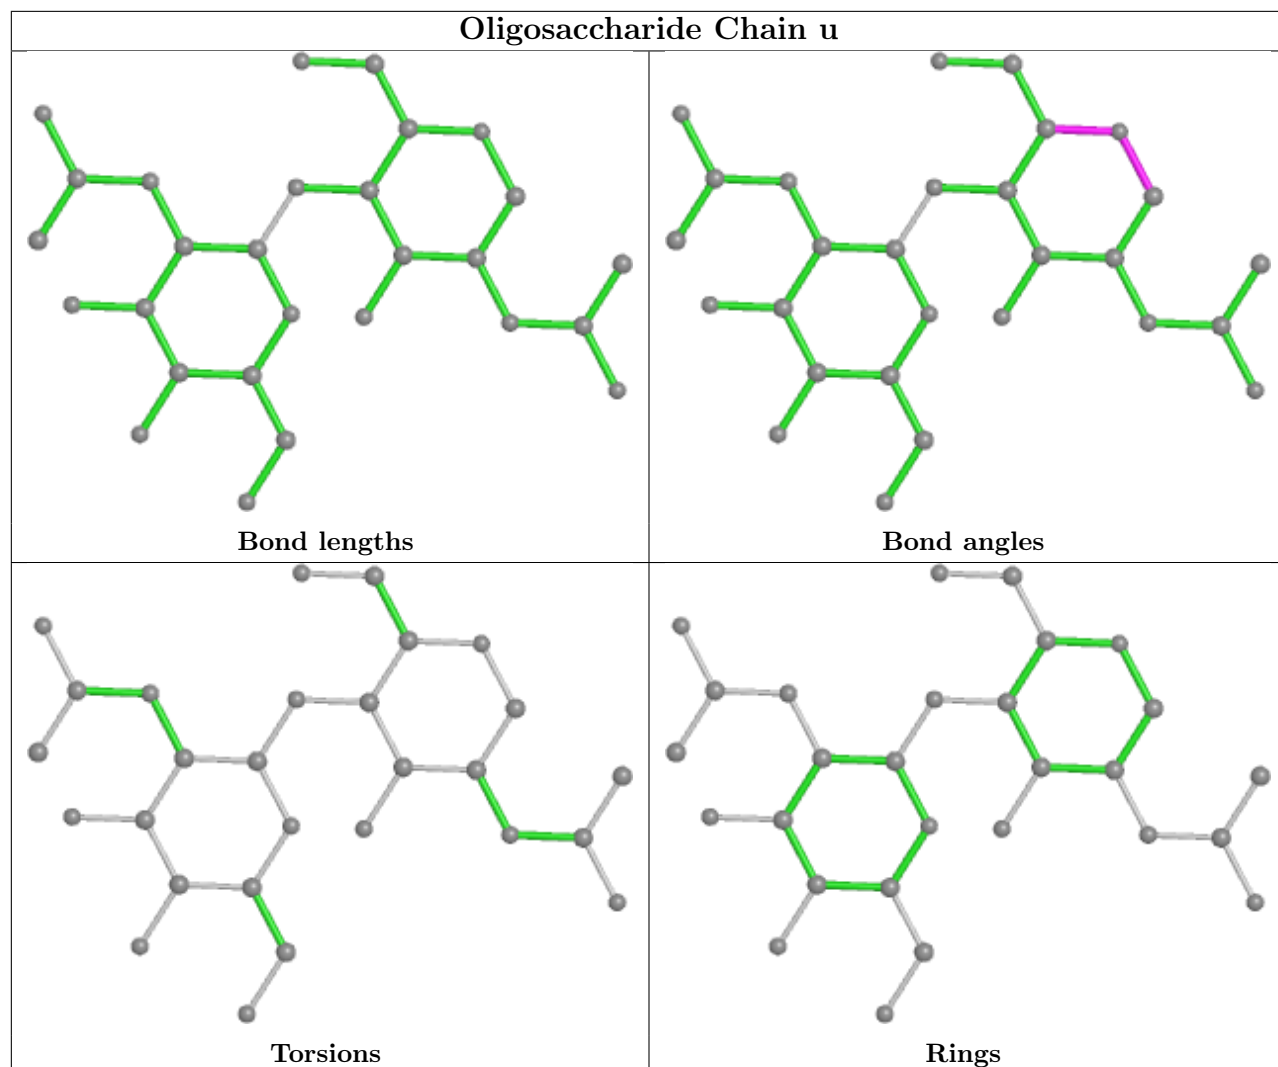 Oligosaccharide Chain u
Bond lengths
Bond angles
Torsions
Rings